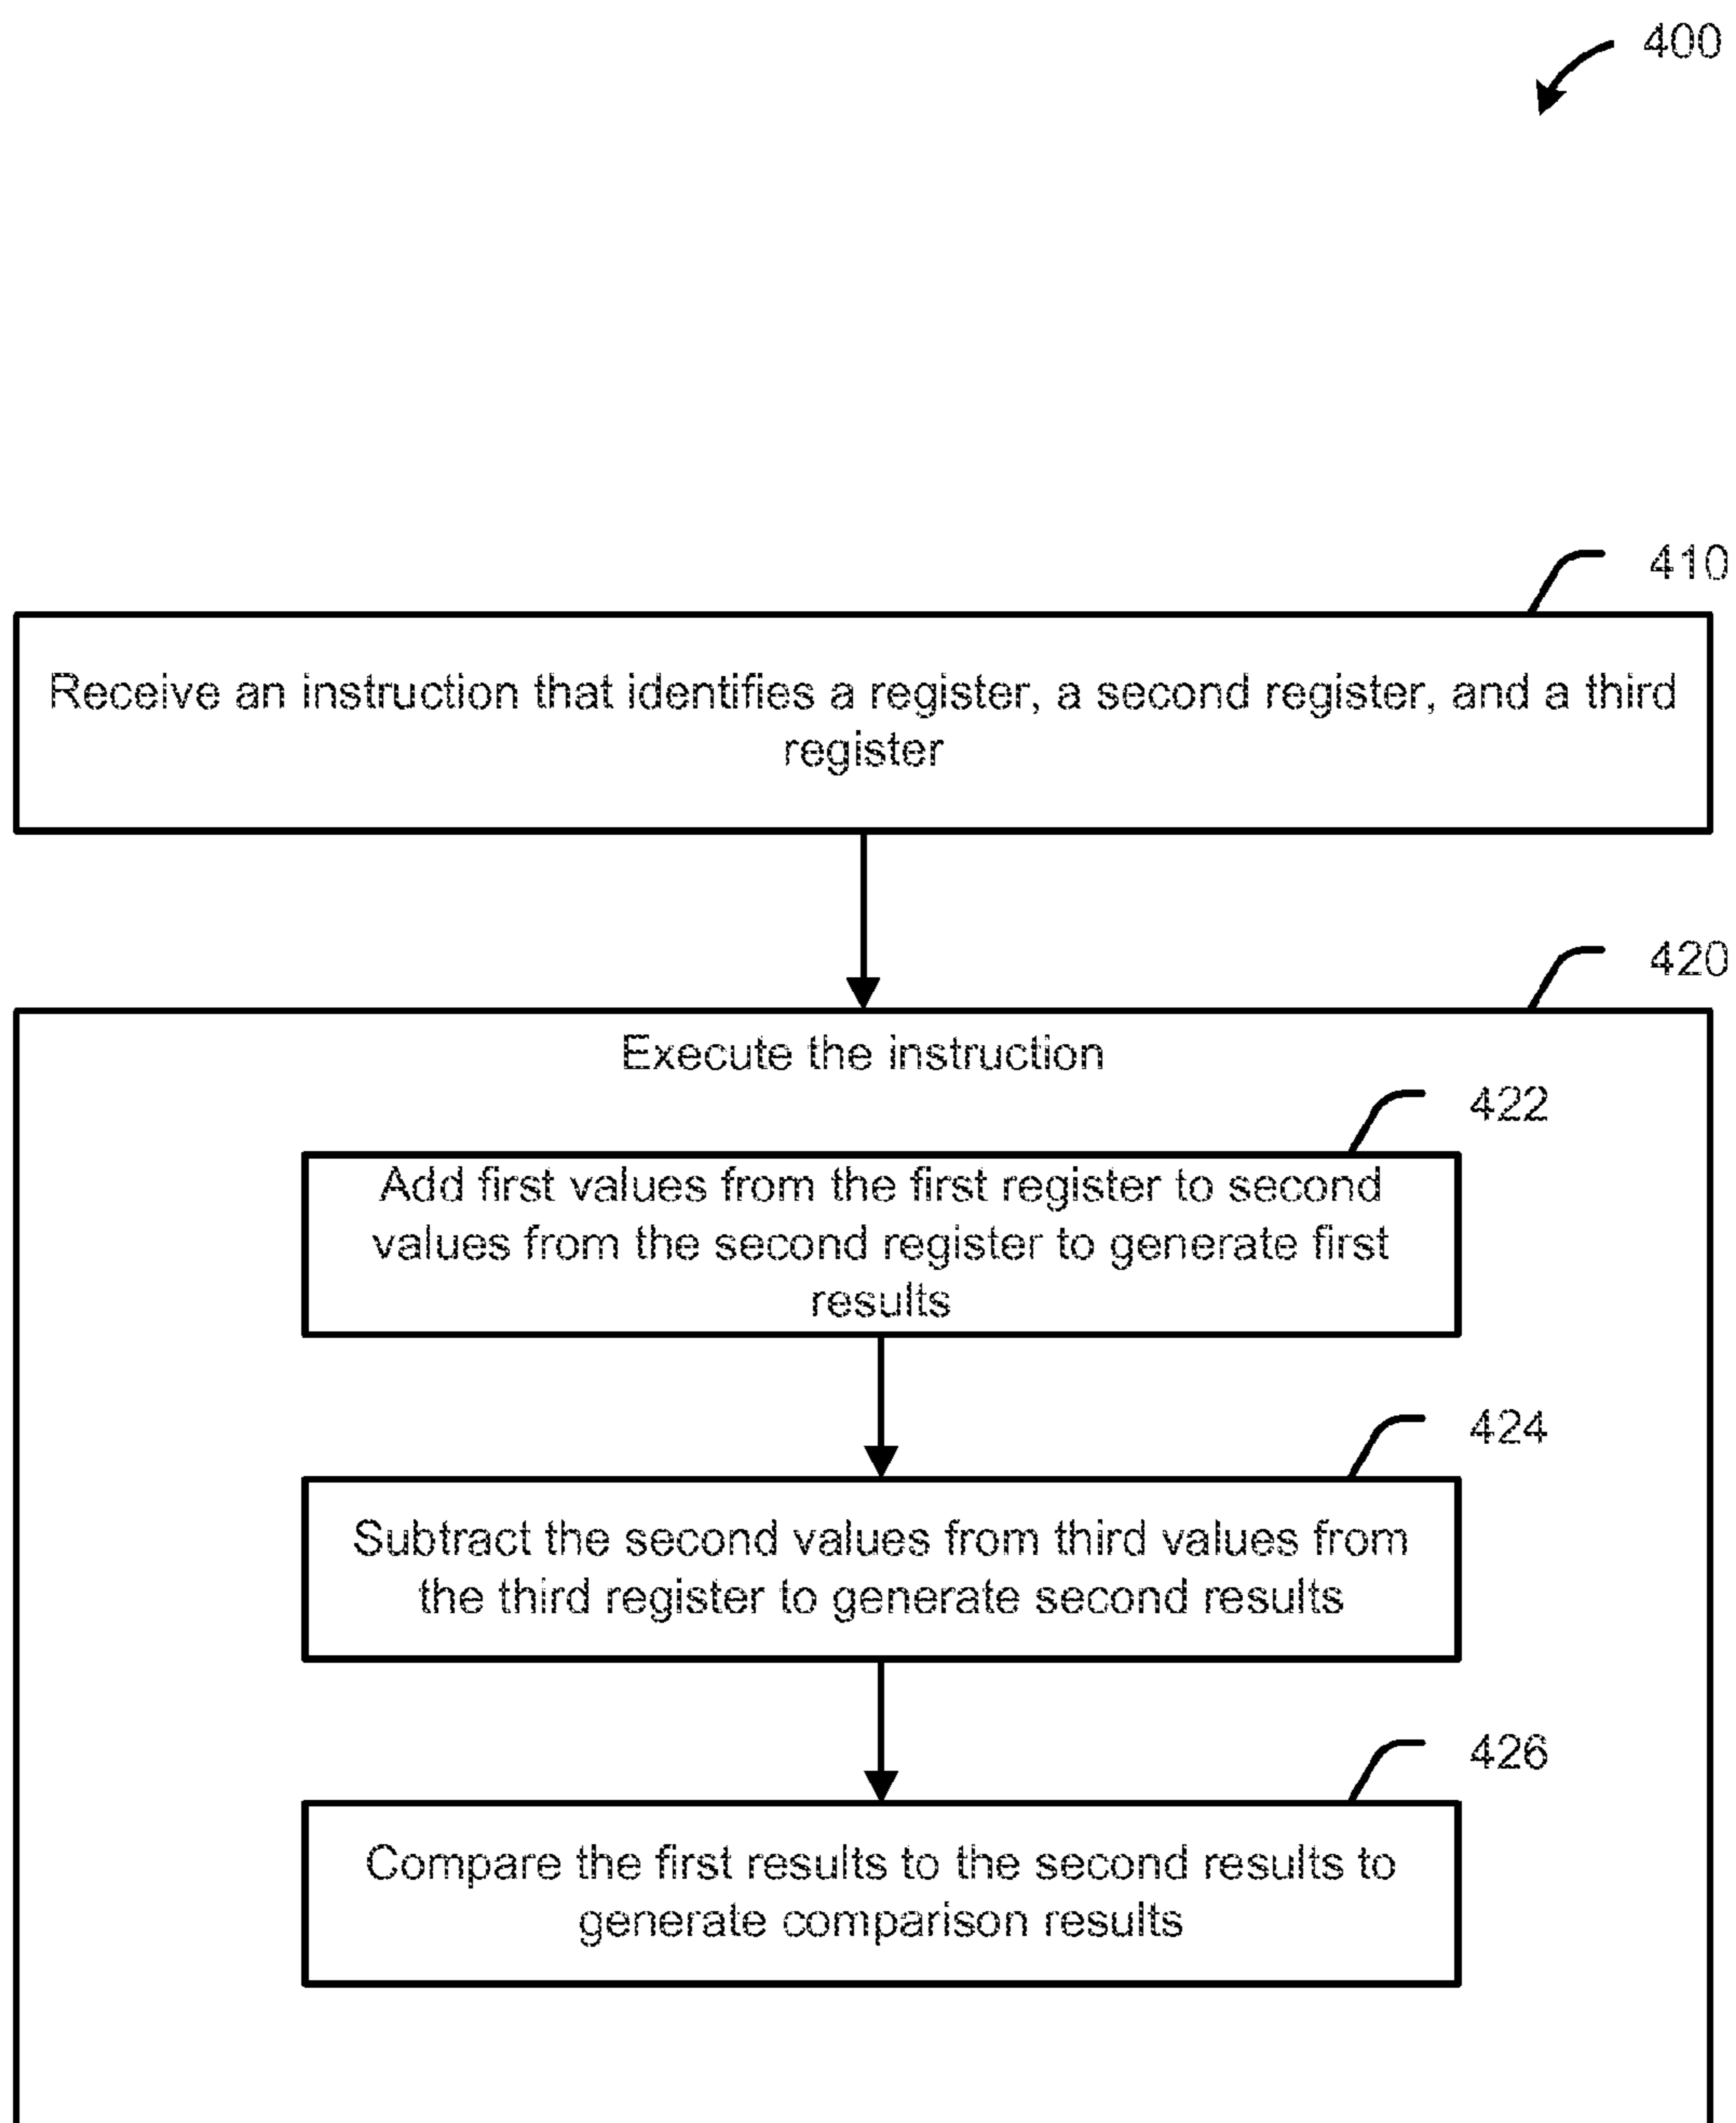 400
410
Receive an instruction that identifies a register, a second register, and a third
register
420
Execute the instruction
422
Add first values from the first register to second
values from the second register to generate first
results
424
Subtract the second values from third values from
the third register to generate second results
426
Compare the first results to the second results to
generate comparison results